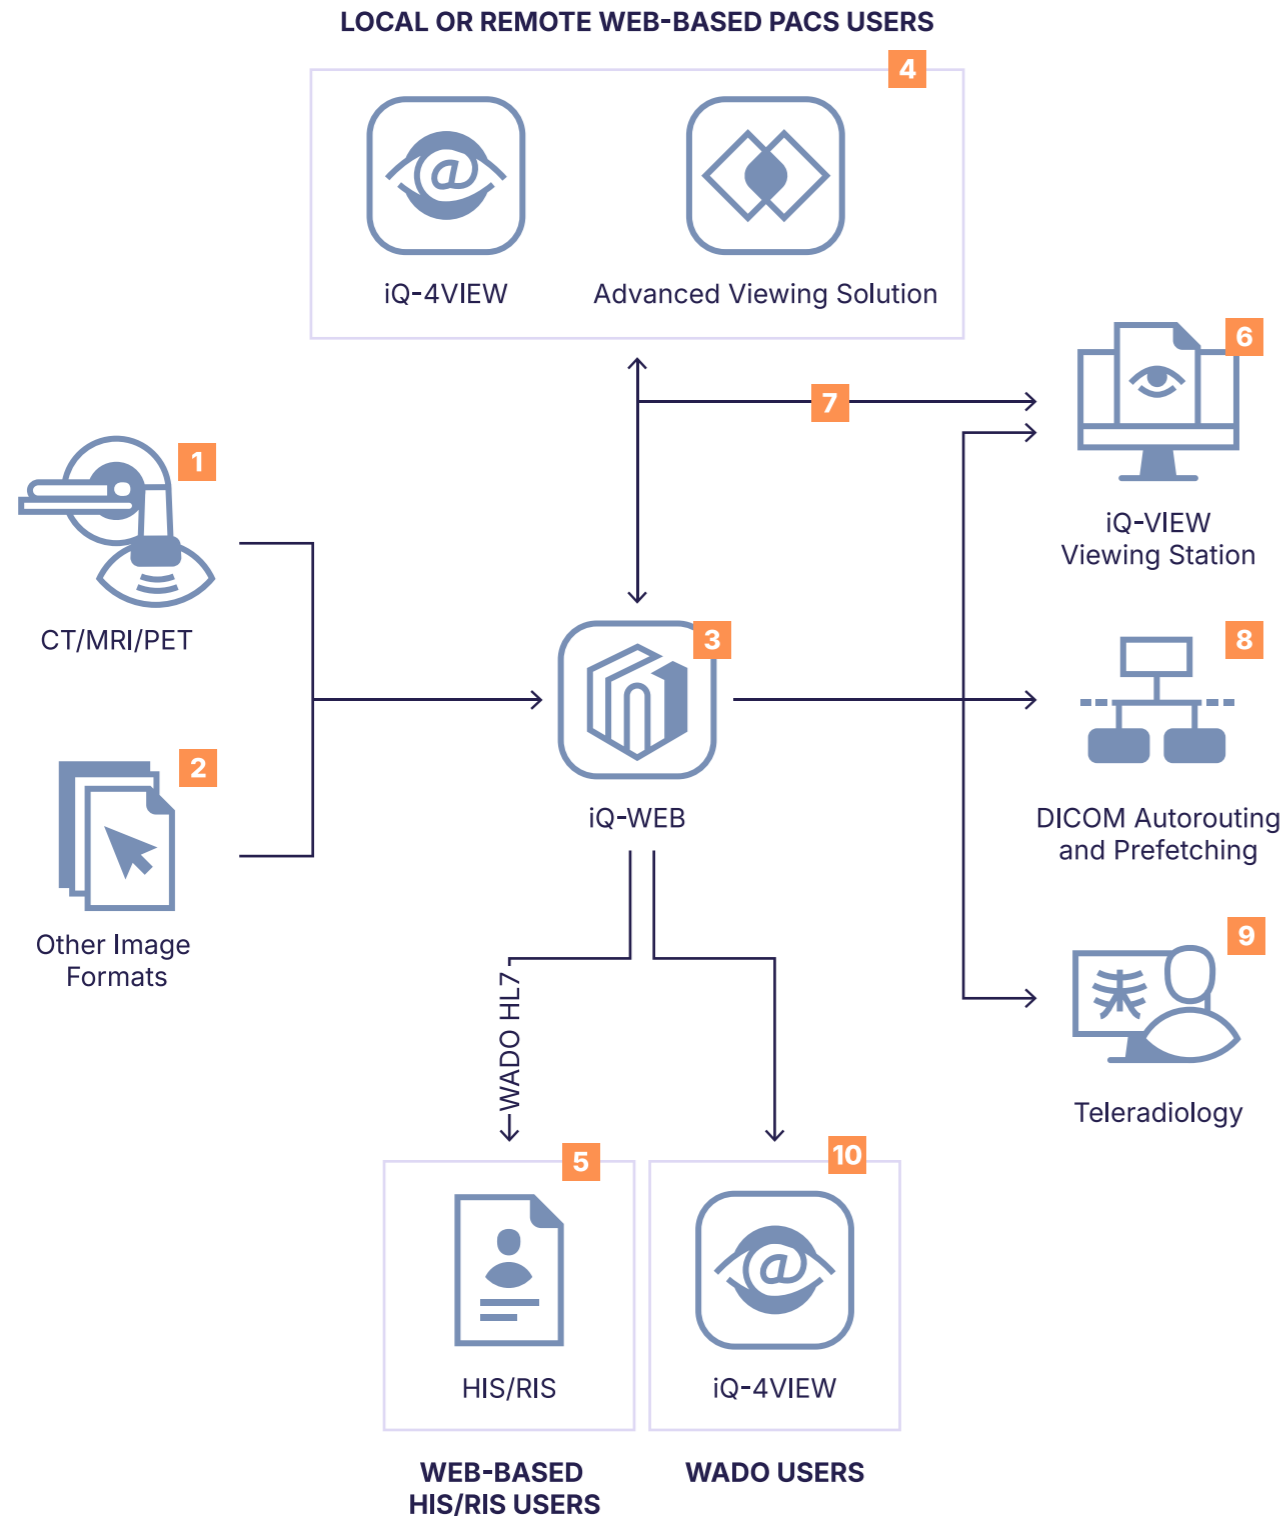 LOCAL OR REMOTE WEB-BASED PACS USERS
4
iQ-4VIEW
Advanced Viewing Solution
6
7
1
iQ-VIEW
Viewing Station
CT/MRI/PET
3
8
2
iQ-WEB
DICOM Autorouting
and Prefetching
Other Image
Formats
9
WADO HL7
Teleradiology
5
10
HIS/RIS
iQ-4VIEW
WEB-BASED
HIS/RIS USERS
WADO USERS